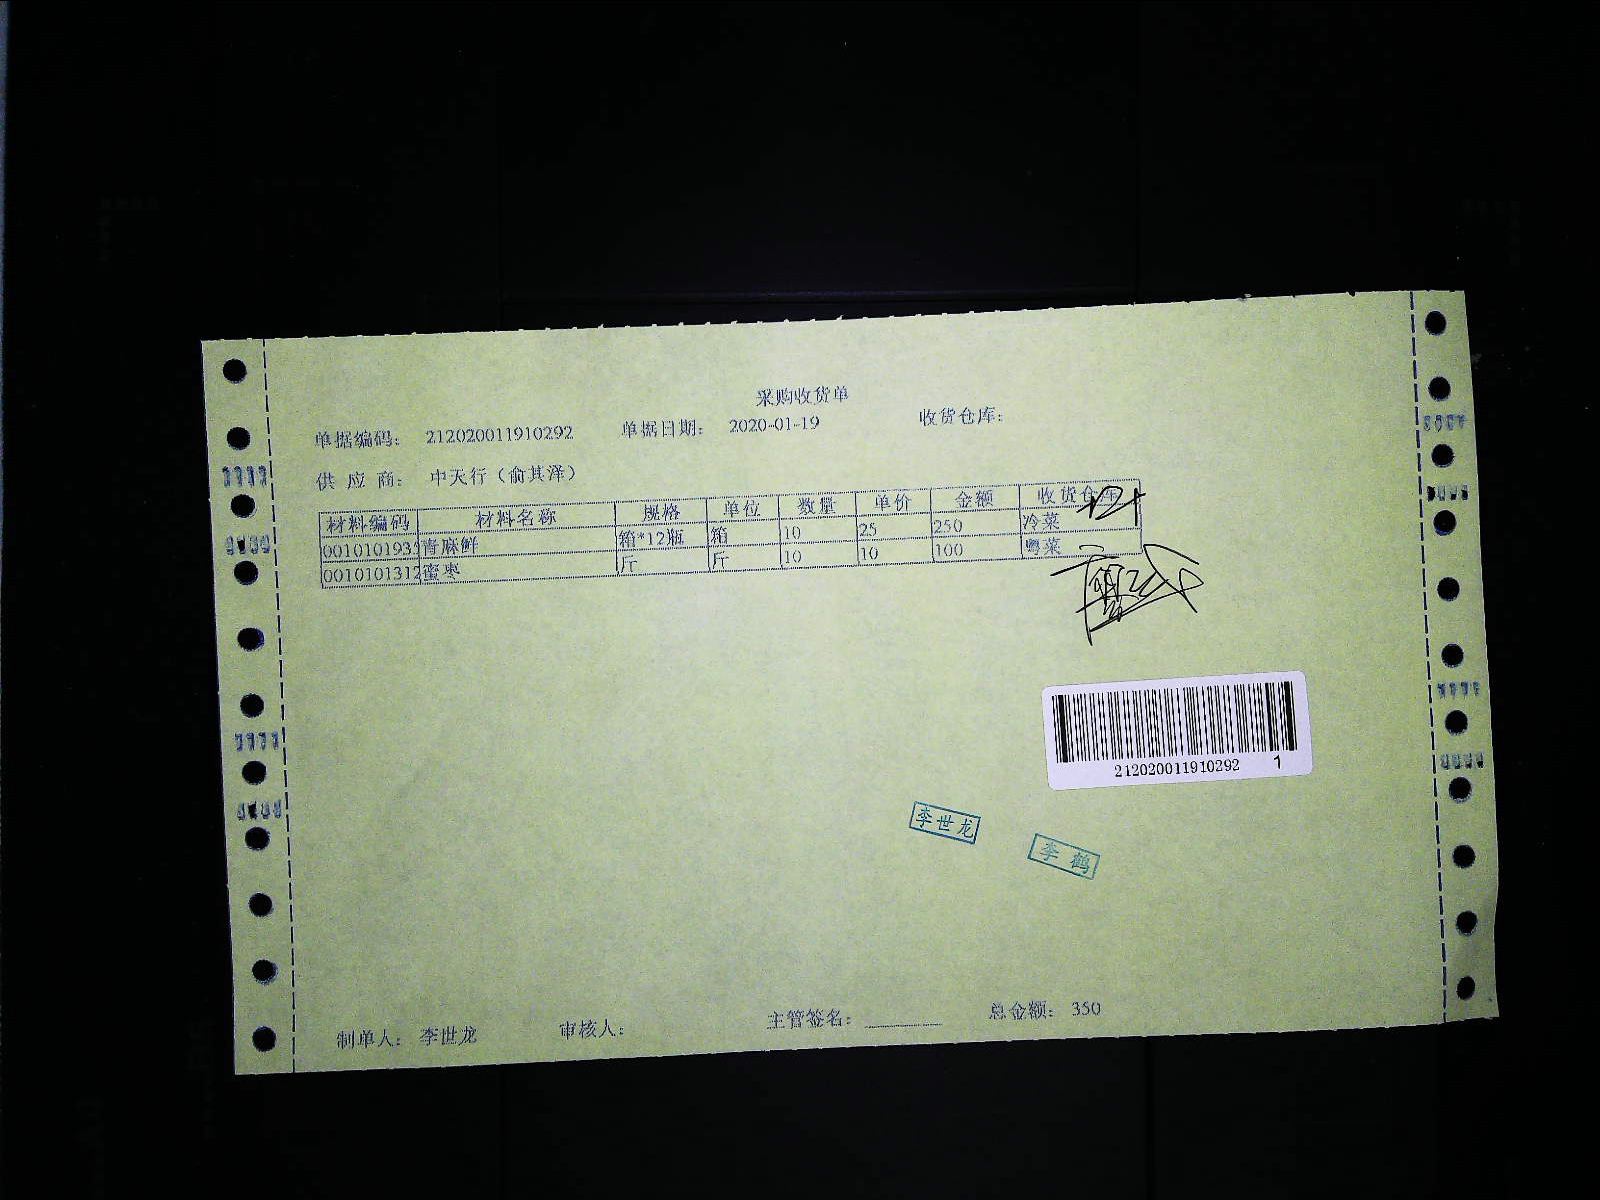 采购收货单
单据编码: 212020011910292 单据日期: 2020-01-19 收货仓库:
供应商: 中天行(俞其泽)
材料编码 材料名称 规格 单位 数量 单价 金额 收货仓库
001010193 青麻鲜 箱*12瓶 箱 10 25 250 冷菜
0010101312 蜜枣 斤 斤 10 10 100 粤菜
212020011910292 1
李世龙
李鹤
制单人: 李世龙 审核人: 主管签名: 总金额: 350